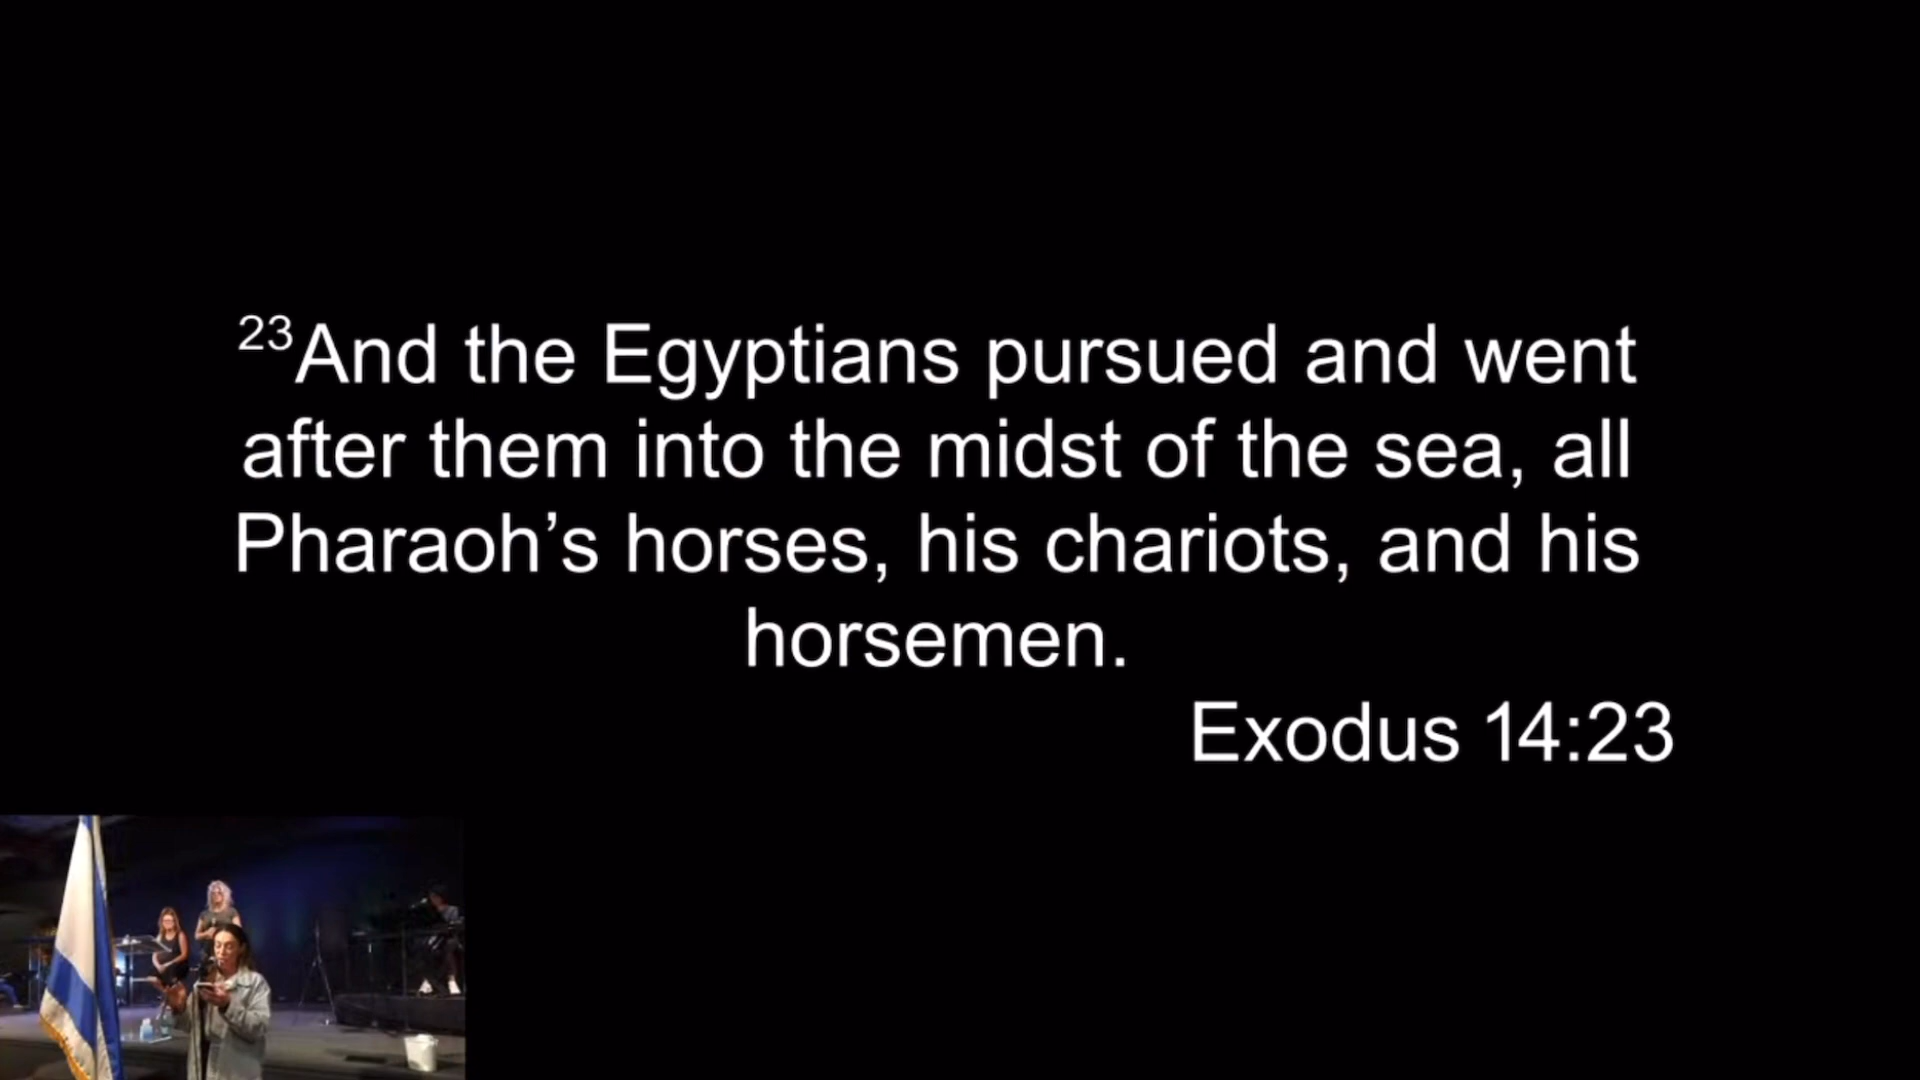 23And the Egyptians pursued and went
after them into the midst of the sea, all
Pharaoh’s horses, his chariots, and his
horsemen.
Exodus 14:23